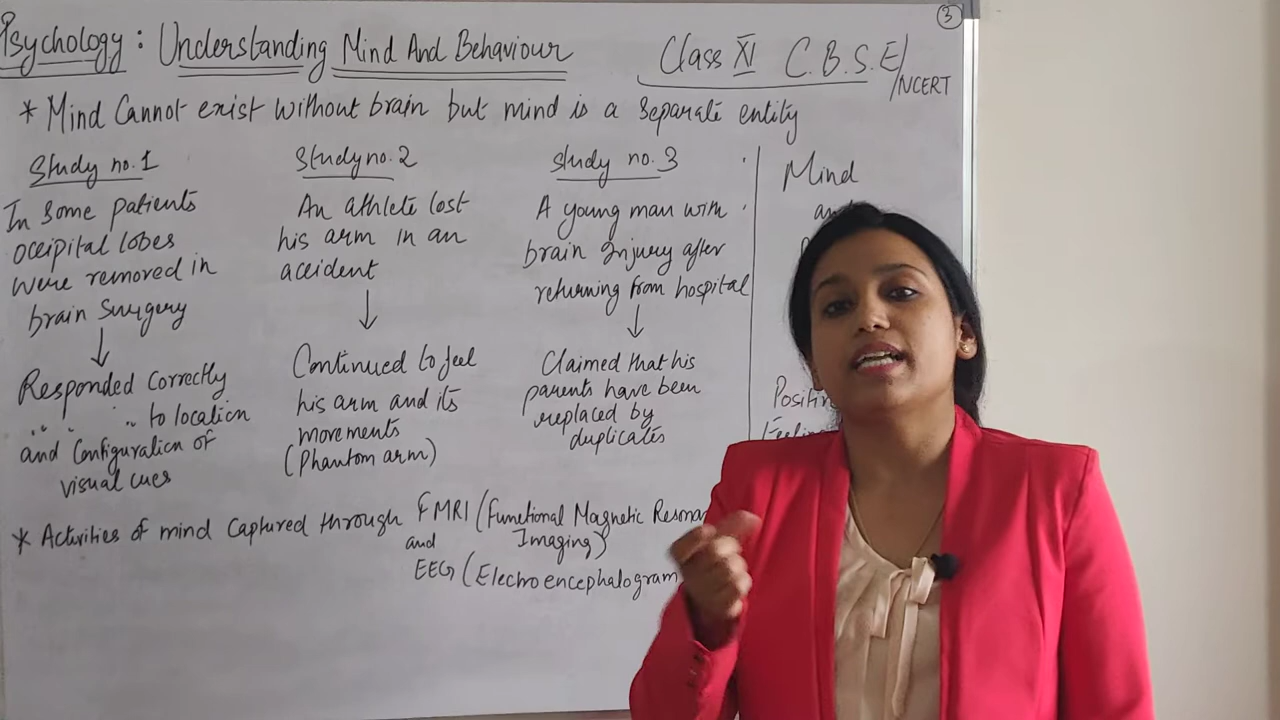 Psychology: Understanding Mind And Behaviour
Class XI C.B.S.E/NCERT
3
* Mind Cannot exist without brain but mind is a separate entity
Study no.1
In some patients
occipital lobes
were removed in
brain surgery
↓
Responded Correctly
" " " to location
and Configuration of
visual cues
Study no.2
An athlete lost
his arm in an
accident
↓
Continued to feel
his arm and its
movements
(Phantom arm)
Study no.3
A young man with
brain Injury after
returning from hospital
↓
Claimed that his
parents have been
replaced by
duplicates
Mind
Positi
Feelin
* Activities of mind Captured through FMRI (Functional Magnetic Resona
Imaging)
and
EEG (Electroencephalogram